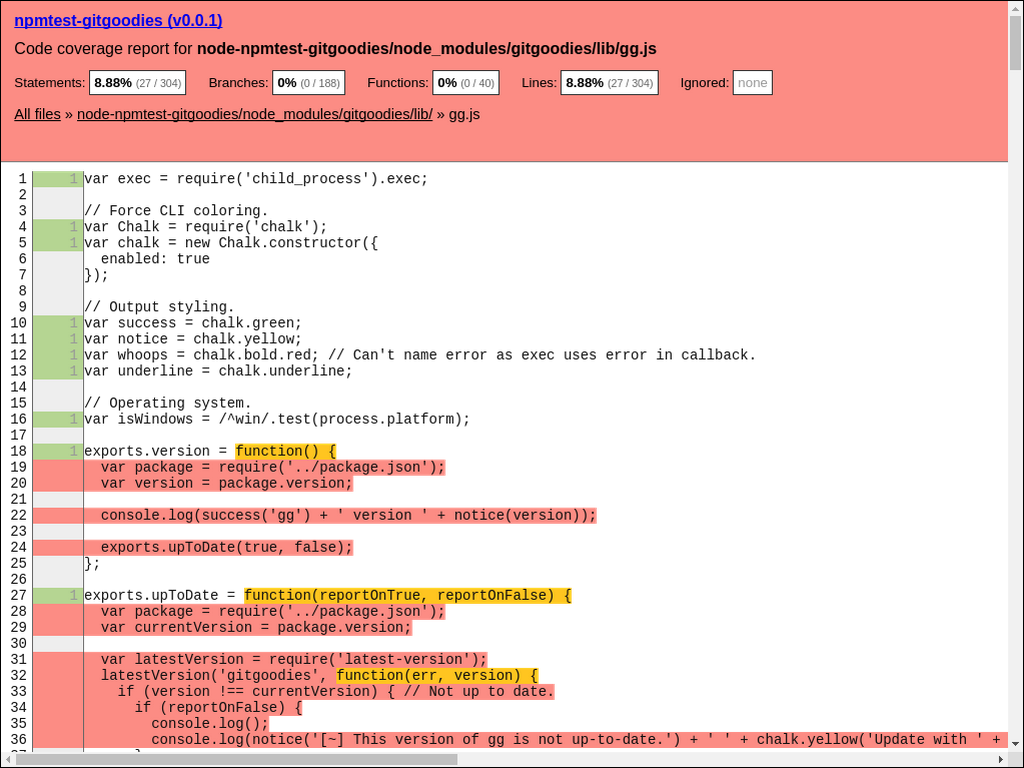 npmtest-gitgoodies (v0.0.1)
Code coverage report for node-npmtest-gitgoodies/node_modules/gitgoodies/lib/gg.js
Statements: 8.88% (27 / 304) Branches: 0% (0 / 188) Functions: 0% (0 / 40) Lines: 8.88% (27 / 304) Ignored: none
All files » node-npmtest-gitgoodies/node_modules/gitgoodies/lib/ » gg.js
1 1 var exec = require('child_process').exec;
2
3 // Force CLI coloring.
4 1 var Chalk = require('chalk');
5 1 var chalk = new Chalk.constructor({
6 enabled: true
7 });
8
9 // Output styling.
10 1 var success = chalk.green;
11 1 var notice = chalk.yellow;
12 1 var whoops = chalk.bold.red; // Can't name error as exec uses error in callback.
13 1 var underline = chalk.underline;
14
15 // Operating system.
16 1 var isWindows = /^win/.test(process.platform);
17
18 1 exports.version = function() {
19 var package = require('../package.json');
20 var version = package.version;
21
22 console.log(success('gg') + ' version ' + notice(version));
23
24 exports.upToDate(true, false);
25 };
26
27 1 exports.upToDate = function(reportOnTrue, reportOnFalse) {
28 var package = require('../package.json');
29 var currentVersion = package.version;
30
31 var latestVersion = require('latest-version');
32 latestVersion('gitgoodies', function(err, version) {
33 if (version !== currentVersion) { // Not up to date.
34 if (reportOnFalse) {
35 console.log();
36 console.log(notice('[~] This version of gg is not up-to-date.') + ' ' + chalk.yellow('Update with ' +